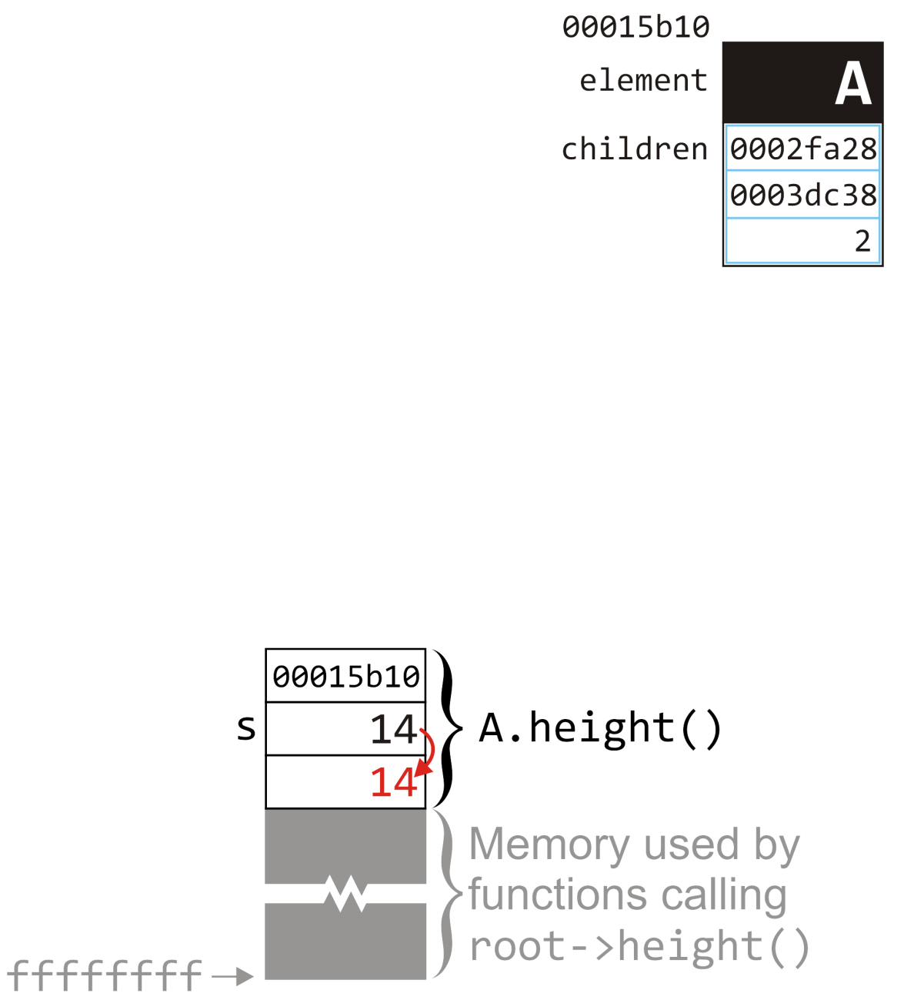 00015b10
element A
children 0002fa28
0003dc38
2
00015b10
s 14 A.height()
14
Memory used by
functions calling
root->height()
ffffffff